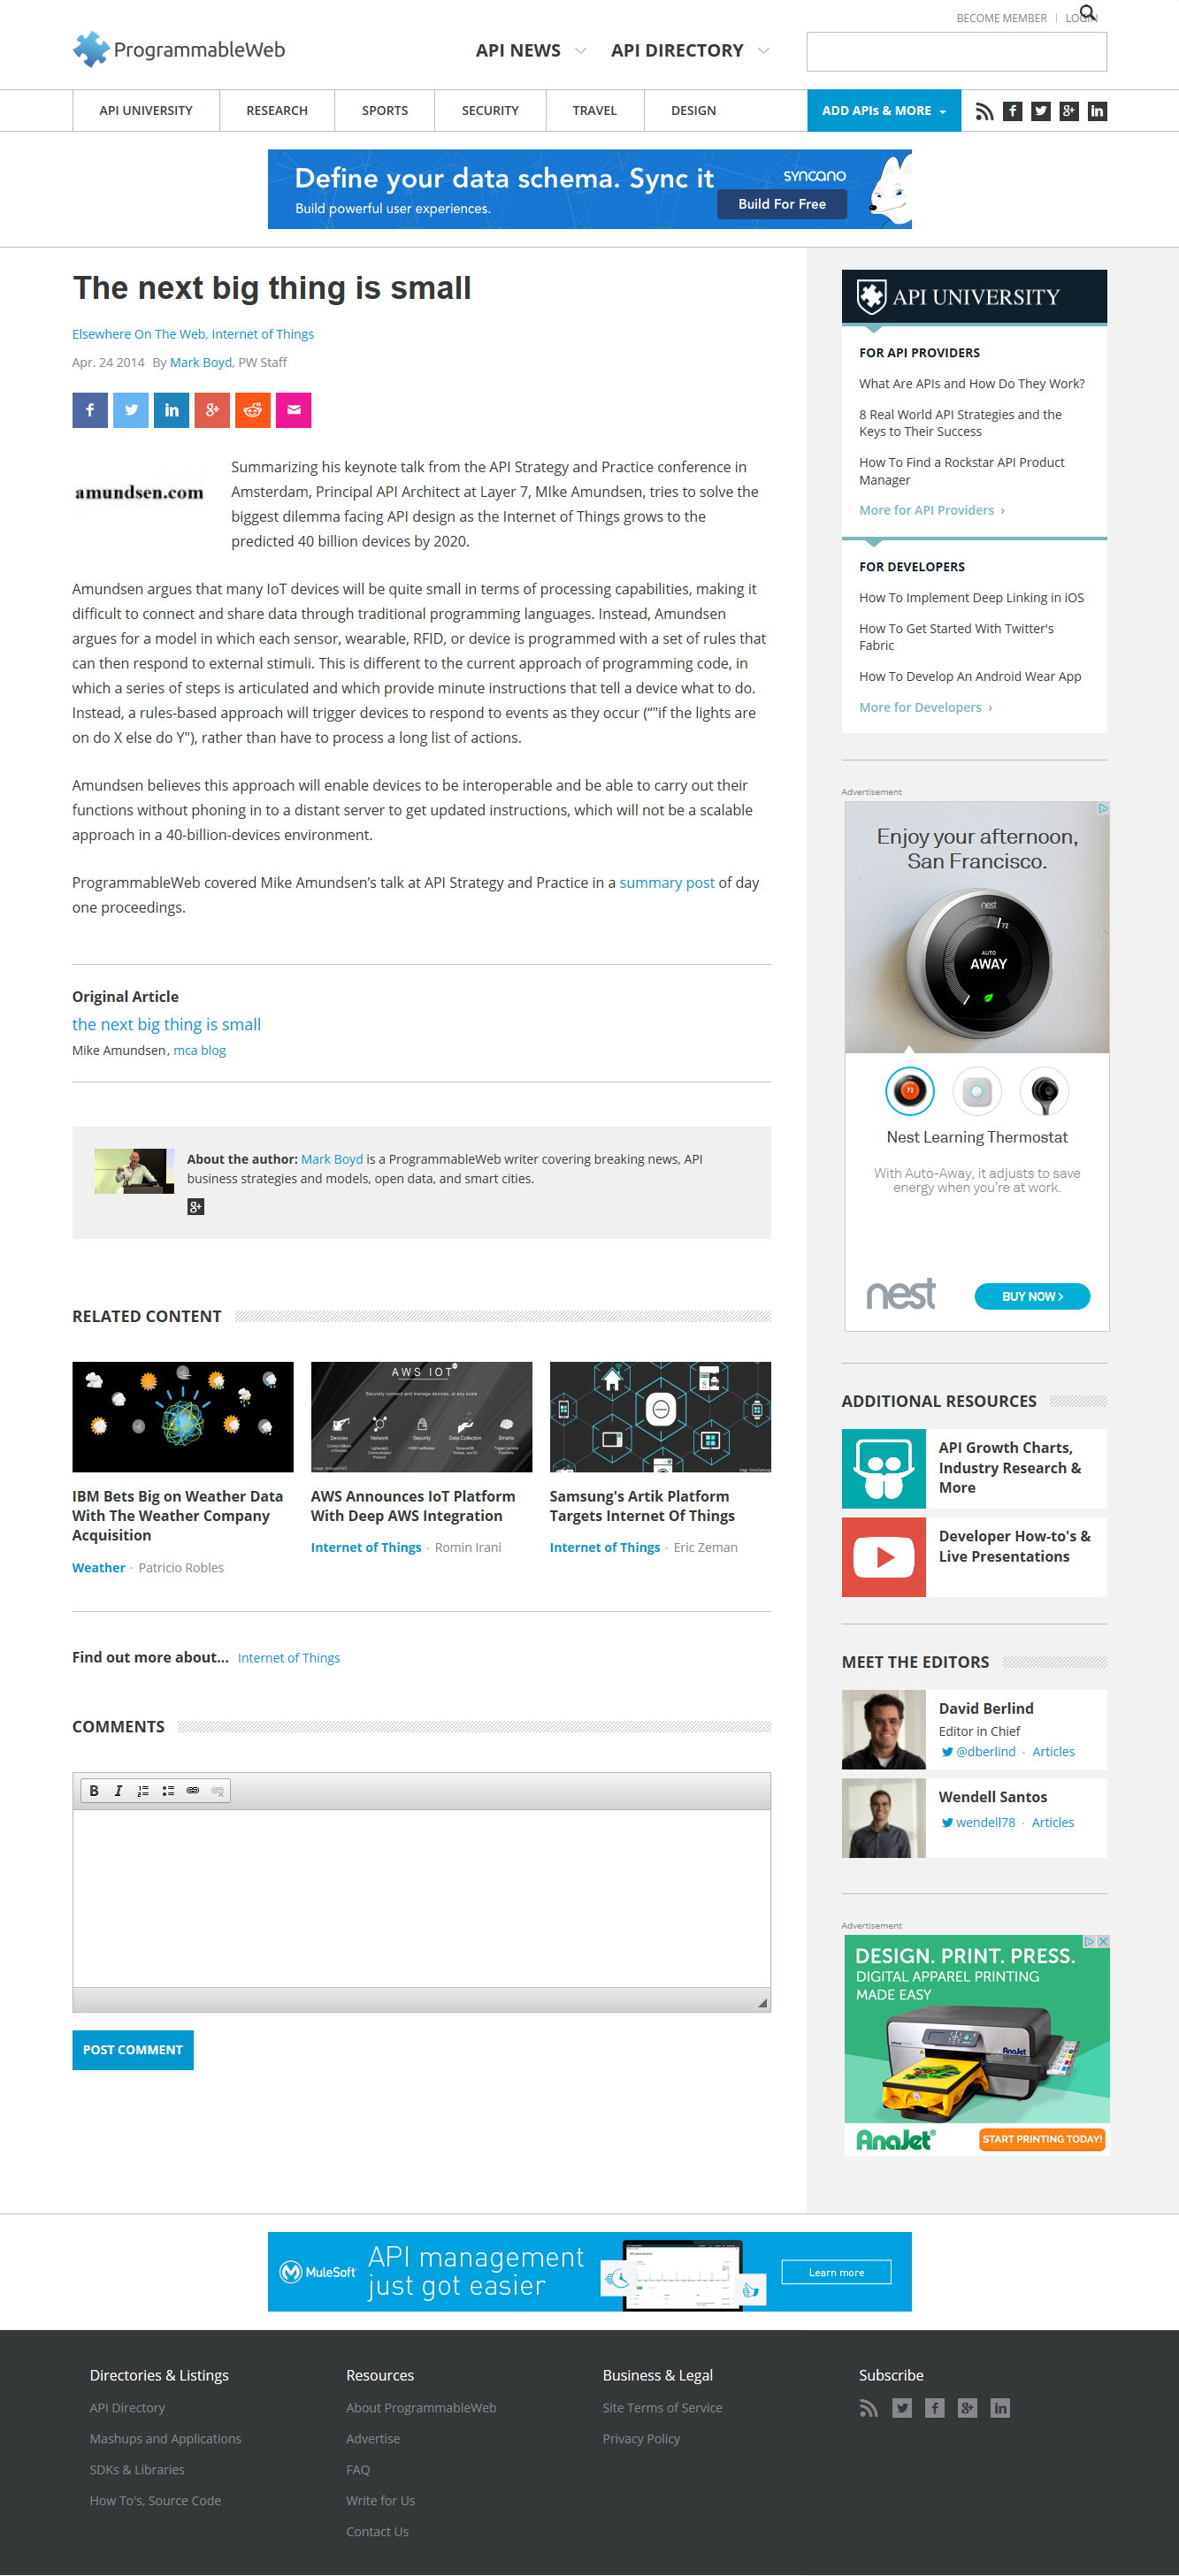 BECOME MEMBER
LOGIN
ProgrammableWeb
API NEWS
API DIRECTORY
API UNIVERSITY
RESEARCH
SPORTS
SECURITY
TRAVEL
DESIGN
ADD APIs & MORE
Define your data schema. Sync it
Build powerful user experiences.
syncano
Build For Free
The next big thing is small
Elsewhere On The Web, Internet of Things
Apr. 24 2014 By Mark Boyd, PW Staff
amundsen.com
Summarizing his keynote talk from the API Strategy and Practice conference in
Amsterdam, Principal API Architect at Layer 7, MIke Amundsen, tries to solve the
biggest dilemma facing API design as the Internet of Things grows to the
predicted 40 billion devices by 2020.
Amundsen argues that many IoT devices will be quite small in terms of processing capabilities, making it
difficult to connect and share data through traditional programming languages. Instead, Amundsen
argues for a model in which each sensor, wearable, RFID, or device is programmed with a set of rules that
can then respond to external stimuli. This is different to the current approach of programming code, in
which a series of steps is articulated and which provide minute instructions that tell a device what to do.
Instead, a rules-based approach will trigger devices to respond to events as they occur (“"if the lights are
on do X else do Y"), rather than have to process a long list of actions.
Amundsen believes this approach will enable devices to be interoperable and be able to carry out their
functions without phoning in to a distant server to get updated instructions, which will not be a scalable
approach in a 40-billion-devices environment.
ProgrammableWeb covered Mike Amundsen’s talk at API Strategy and Practice in a summary post of day
one proceedings.
Original Article
the next big thing is small
Mike Amundsen, mca blog
About the author: Mark Boyd is a ProgrammableWeb writer covering breaking news, API
business strategies and models, open data, and smart cities.
RELATED CONTENT
AWS IOT
Securely connect and manage devices, at any scale
Devices
Network
Security
Data Collection
Smarts
IBM Bets Big on Weather Data
With The Weather Company
Acquisition
Weather · Patricio Robles
AWS Announces IoT Platform
With Deep AWS Integration
Internet of Things · Romin Irani
Samsung's Artik Platform
Targets Internet Of Things
Internet of Things · Eric Zeman
Find out more about... Internet of Things
COMMENTS
POST COMMENT
API UNIVERSITY
FOR API PROVIDERS
What Are APIs and How Do They Work?
8 Real World API Strategies and the
Keys to Their Success
How To Find a Rockstar API Product
Manager
More for API Providers ›
FOR DEVELOPERS
How To Implement Deep Linking in iOS
How To Get Started With Twitter's
Fabric
How To Develop An Android Wear App
More for Developers ›
Advertisement
Enjoy your afternoon,
San Francisco.
nest
72
AUTO
AWAY
72
Nest Learning Thermostat
With Auto-Away, it adjusts to save
energy when you're at work.
nest
BUY NOW >
ADDITIONAL RESOURCES
API Growth Charts,
Industry Research &
More
Developer How-to's &
Live Presentations
MEET THE EDITORS
David Berlind
Editor in Chief
@dberlind · Articles
Wendell Santos
wendell78 · Articles
Advertisement
DESIGN. PRINT. PRESS.
DIGITAL APPAREL PRINTING
MADE EASY
AnaJet
AnaJet
START PRINTING TODAY!
MuleSoft
API management
just got easier
Learn more
Directories & Listings
API Directory
Mashups and Applications
SDKs & Libraries
How To's, Source Code
Resources
About ProgrammableWeb
Advertise
FAQ
Write for Us
Contact Us
Business & Legal
Site Terms of Service
Privacy Policy
Subscribe